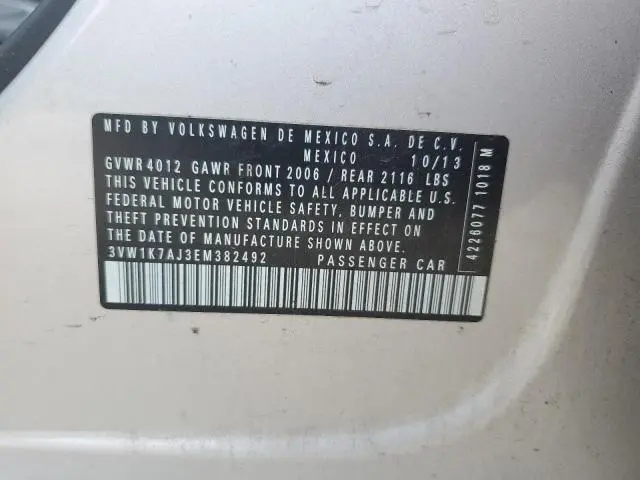 MFD BY VOLKSWAGEN DE MEXICO S.A. DE C.V.
MEXICO 10/13
GVWR 4012 GAWR FRONT 2006 / REAR 2116 LBS
THIS VEHICLE CONFORMS TO ALL APPLICABLE U.S.
FEDERAL MOTOR VEHICLE SAFETY, BUMPER AND
THEFT PREVENTION STANDARDS IN EFFECT ON
THE DATE OF MANUFACTURE SHOWN ABOVE.
3VW1K7AJ3EM382492 PASSENGER CAR
4226077 1018 M